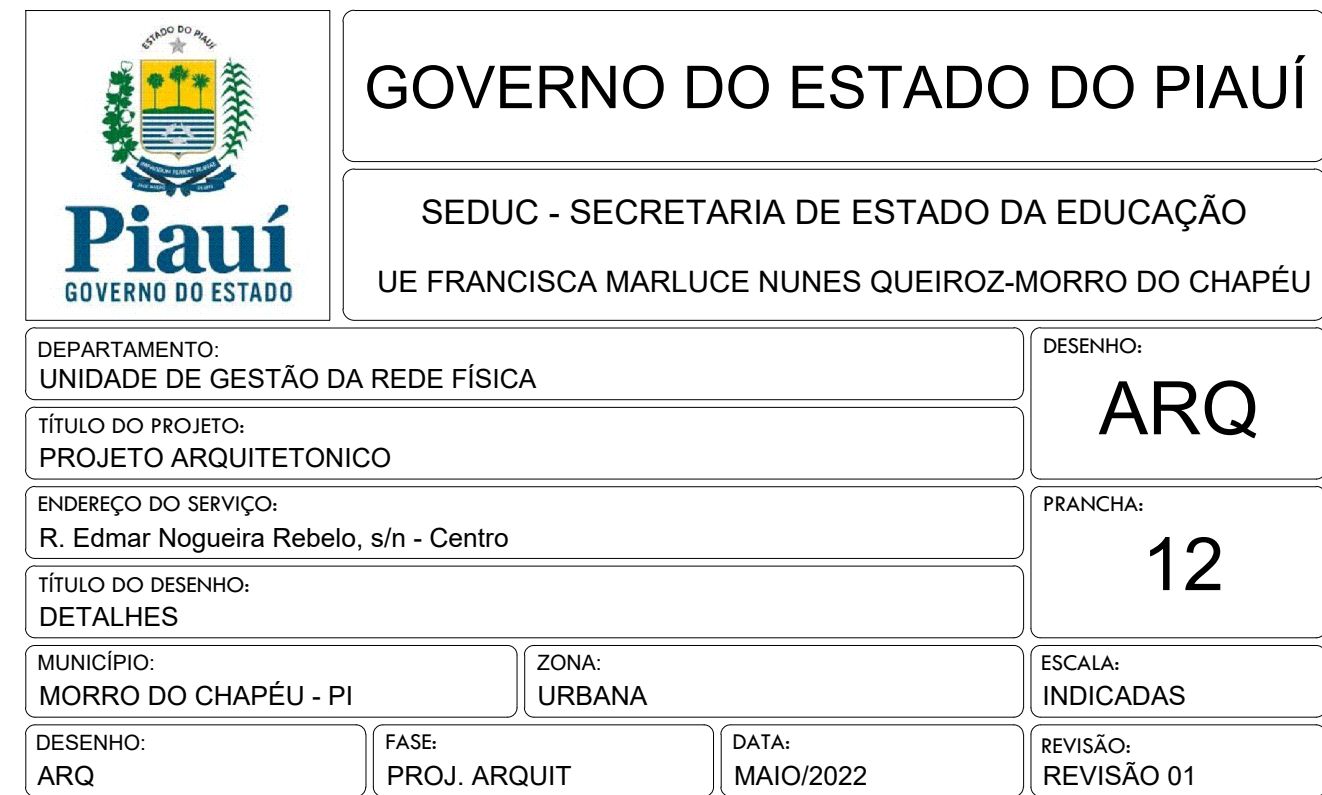 ESTADO DO PIAUÍ
IMPAVIDUM FERIENT RUINAE
Piauí
GOVERNO DO ESTADO
GOVERNO DO ESTADO DO PIAUÍ
SEDUC - SECRETARIA DE ESTADO DA EDUCAÇÃO
UE FRANCISCA MARLUCE NUNES QUEIROZ-MORRO DO CHAPÉU
DEPARTAMENTO:
UNIDADE DE GESTÃO DA REDE FÍSICA
DESENHO:
ARQ
TÍTULO DO PROJETO:
PROJETO ARQUITETONICO
ENDEREÇO DO SERVIÇO:
R. Edmar Nogueira Rebelo, s/n - Centro
PRANCHA:
12
TÍTULO DO DESENHO:
DETALHES
MUNICÍPIO:
MORRO DO CHAPÉU - PI
ZONA:
URBANA
ESCALA:
INDICADAS
DESENHO:
ARQ
FASE:
PROJ. ARQUIT
DATA:
MAIO/2022
REVISÃO:
REVISÃO 01